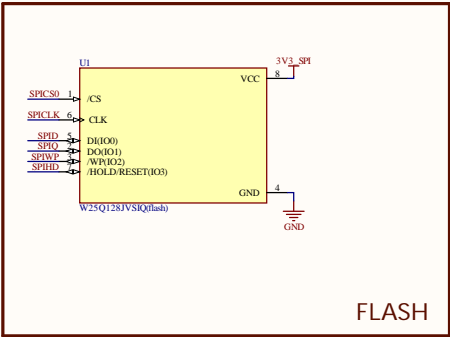 U1
3V3_SPI
VCC 8
SPICS0 1 /CS
SPICLK 6 CLK
SPID 5 DI(IO0)
SPIQ 2 DO(IO1)
SPIWP 3 /WP(IO2)
SPIHD 7 /HOLD/RESET(IO3)
GND 4
W25Q128JVSIQ(flash)
GND
FLASH